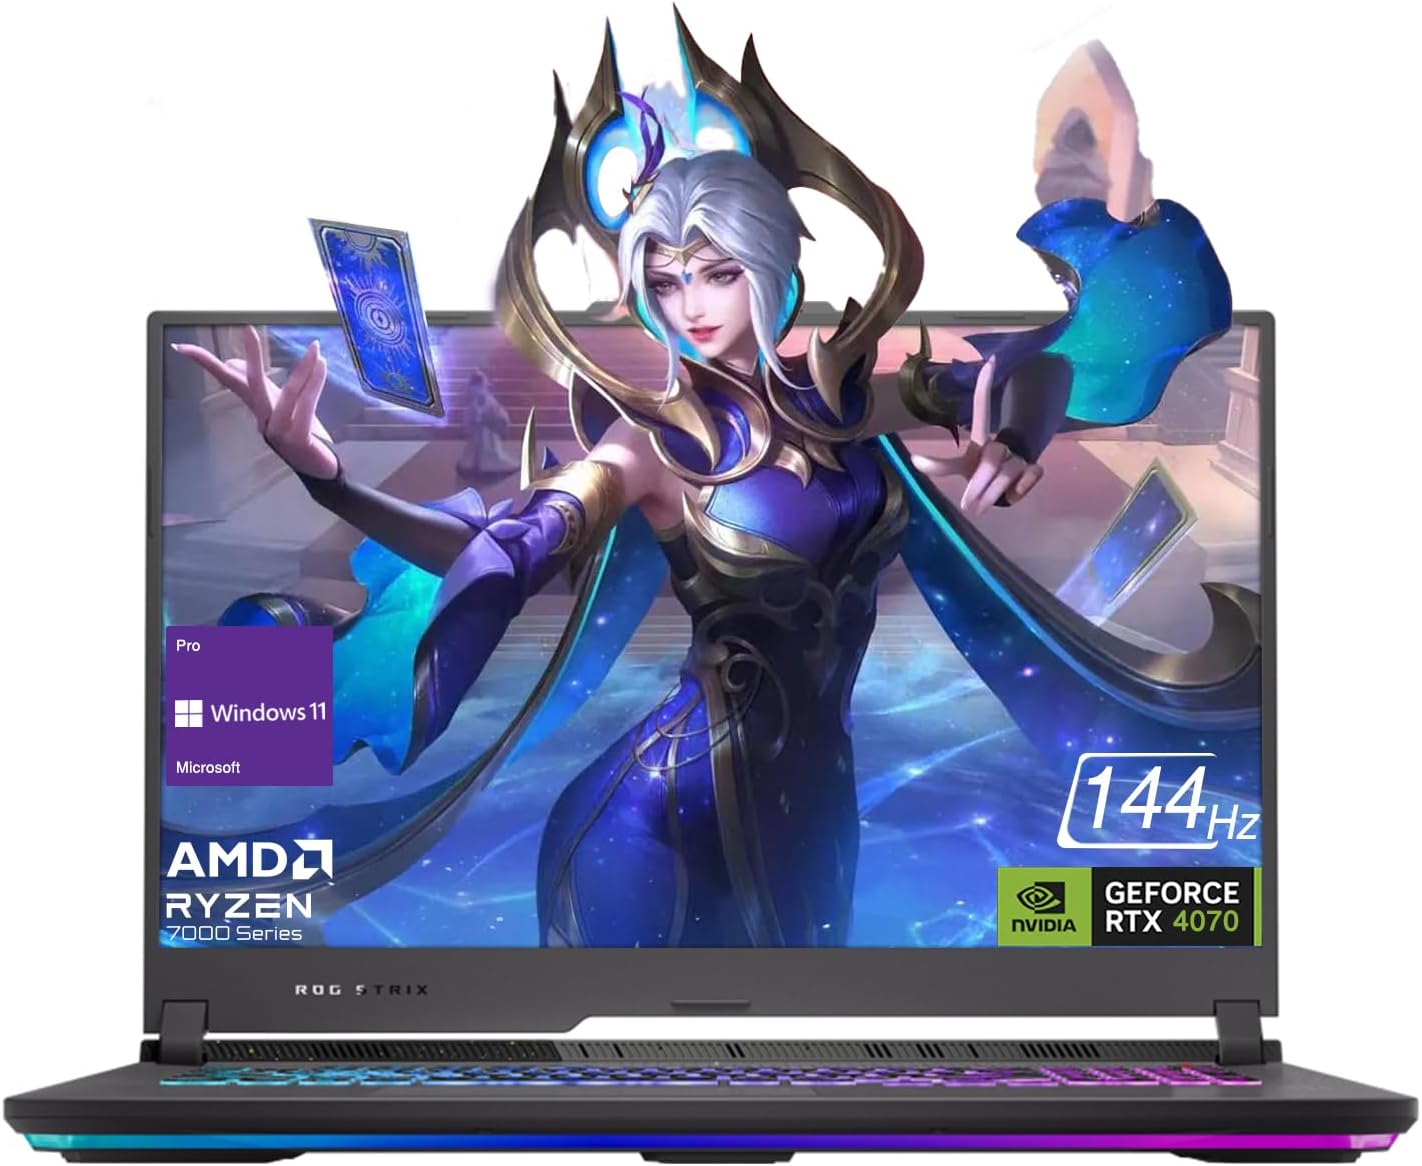 Pro
Windows 11
Microsoft
144Hz
AMD
RYZEN
7000 Series
NVIDIA
GEFORCE
RTX 4070
ROG STRIX